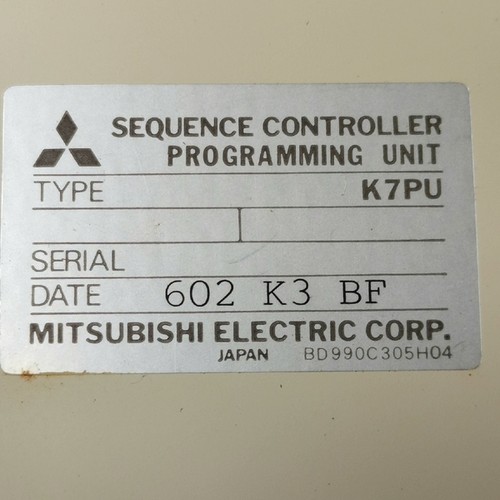 SEQUENCE CONTROLLER
PROGRAMMING UNIT
TYPE K7PU
SERIAL
DATE 602 K3 BF
MITSUBISHI ELECTRIC CORP.
JAPAN BD990C305H04